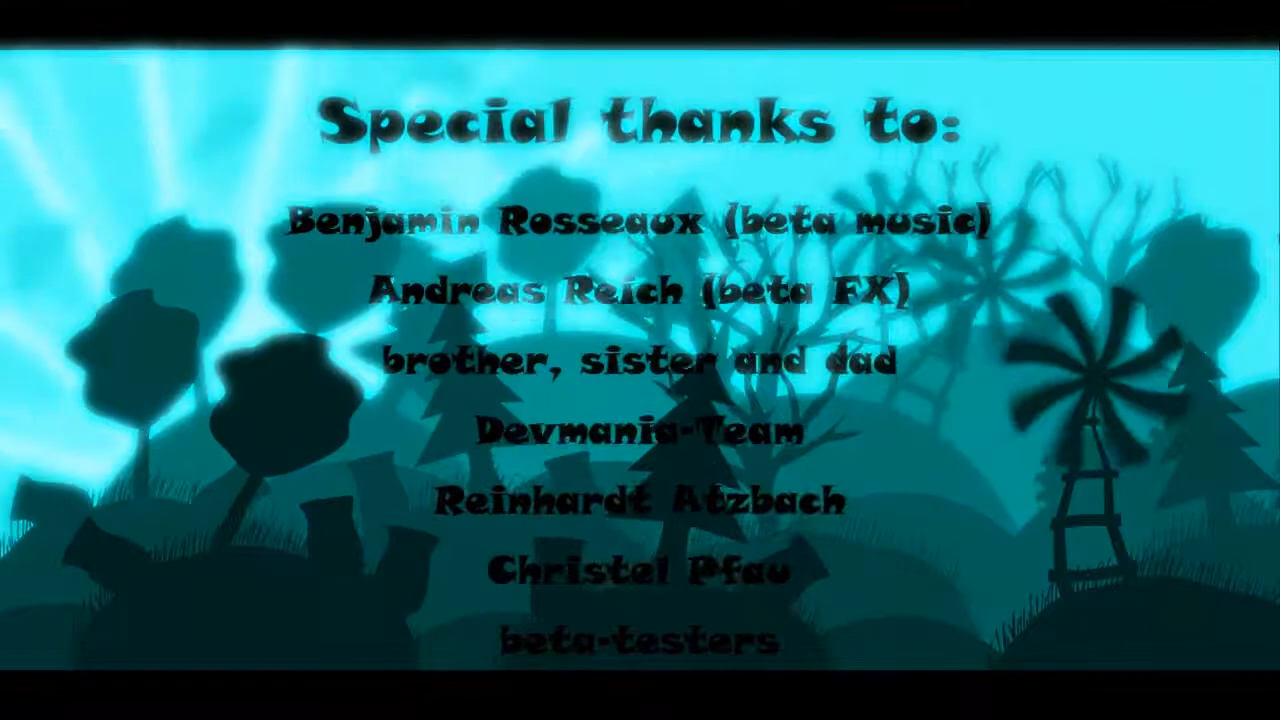 Special thanks to:
Benjamin Rosseaux (beta music)
Andreas Reich (beta FX)
brother, sister and dad
Devmania-Team
Reinhardt Atzbach
Christel Pfau
beta-testers